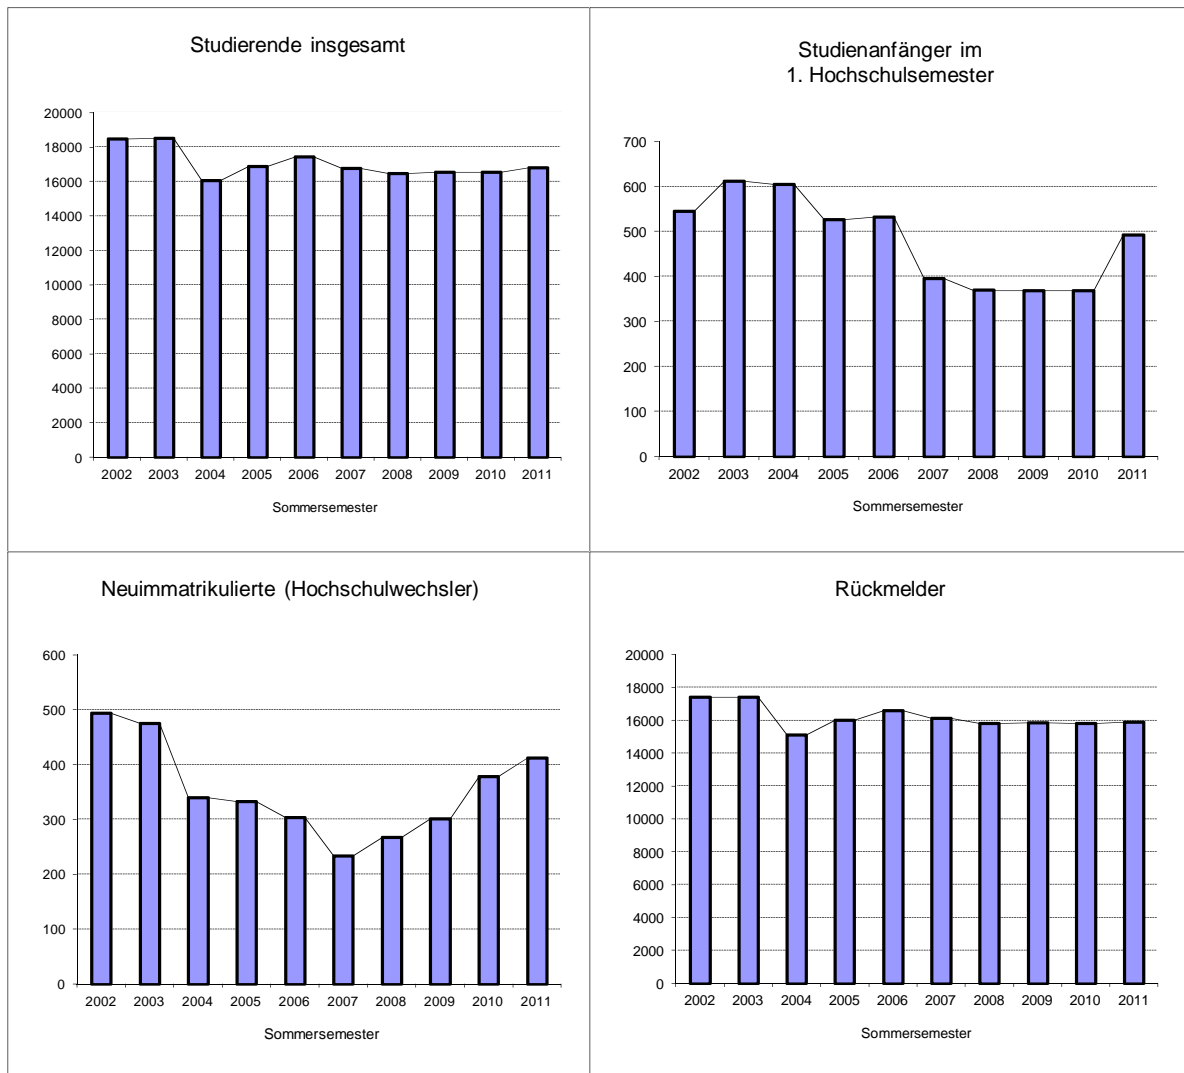 Studierende insgesamt
20000
18000
16000
14000
12000
10000
8000
6000
4000
2000
0
2002 2003 2004 2005 2006 2007 2008 2009 2010 2011
Sommersemester
Studienanfänger im
1. Hochschulsemester
700
600
500
400
300
200
100
0
2002 2003 2004 2005 2006 2007 2008 2009 2010 2011
Sommersemester
Neuimmatrikulierte (Hochschulwechsler)
600
500
400
300
200
100
0
2002 2003 2004 2005 2006 2007 2008 2009 2010 2011
Sommersemester
Rückmelder
20000
18000
16000
14000
12000
10000
8000
6000
4000
2000
0
2002 2003 2004 2005 2006 2007 2008 2009 2010 2011
Sommersemester